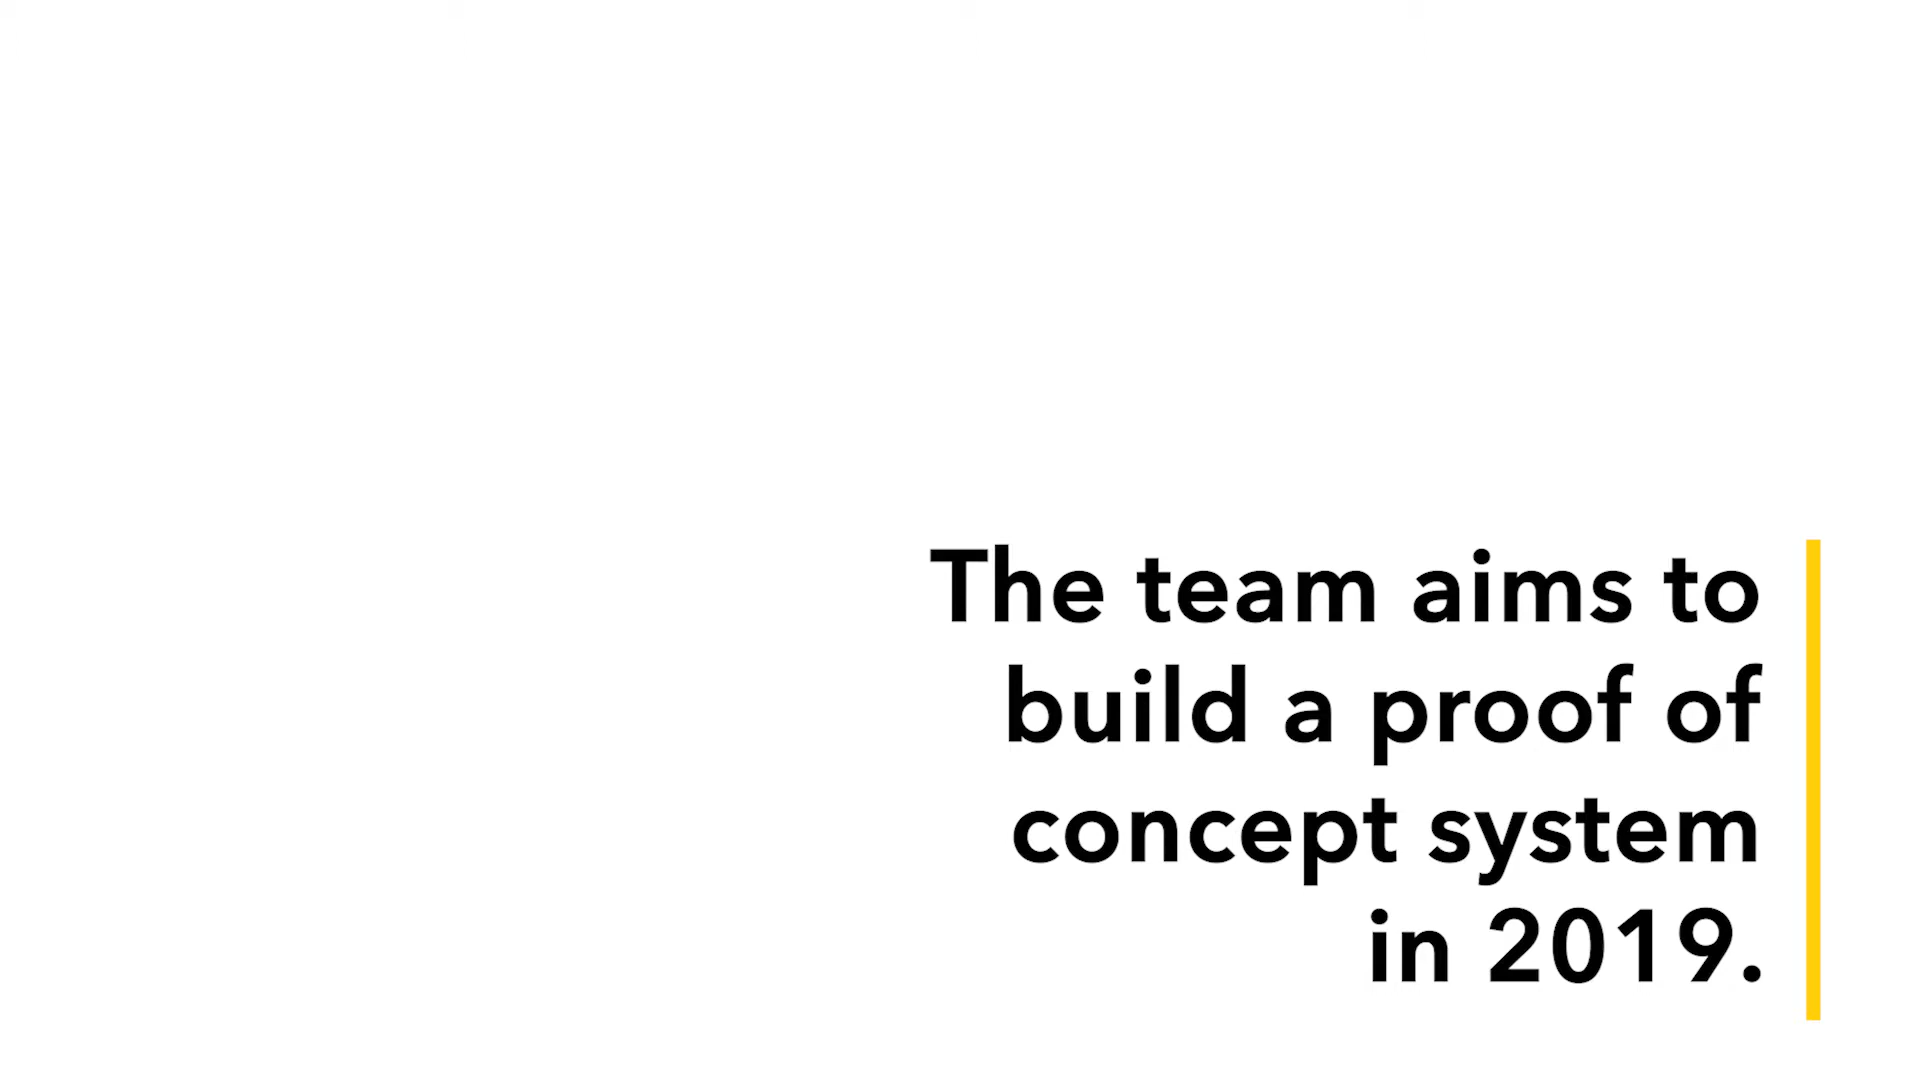 The team aims to
build a proof of
concept system
in 2019.